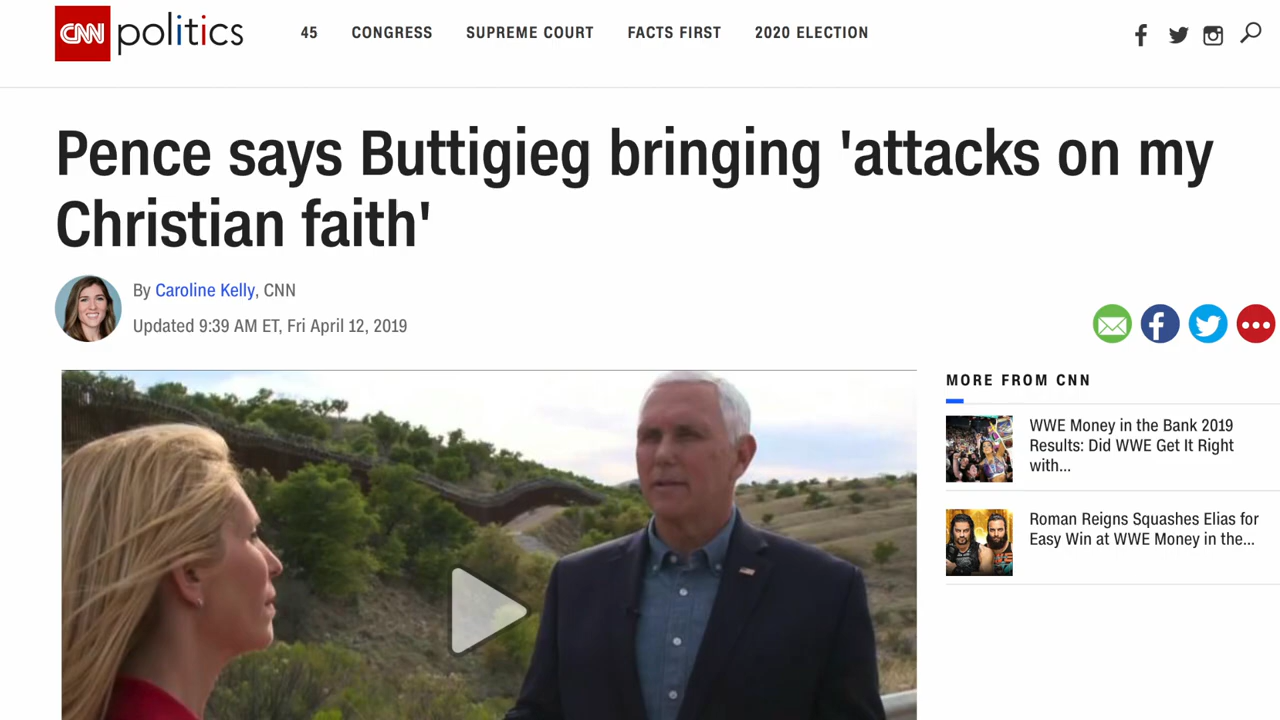 CNN politics
45 CONGRESS SUPREME COURT FACTS FIRST 2020 ELECTION
Pence says Buttigieg bringing 'attacks on my
Christian faith'
By Caroline Kelly, CNN
Updated 9:39 AM ET, Fri April 12, 2019
MORE FROM CNN
WWE Money in the Bank 2019
Results: Did WWE Get It Right
with...
Roman Reigns Squashes Elias for
Easy Win at WWE Money in the...